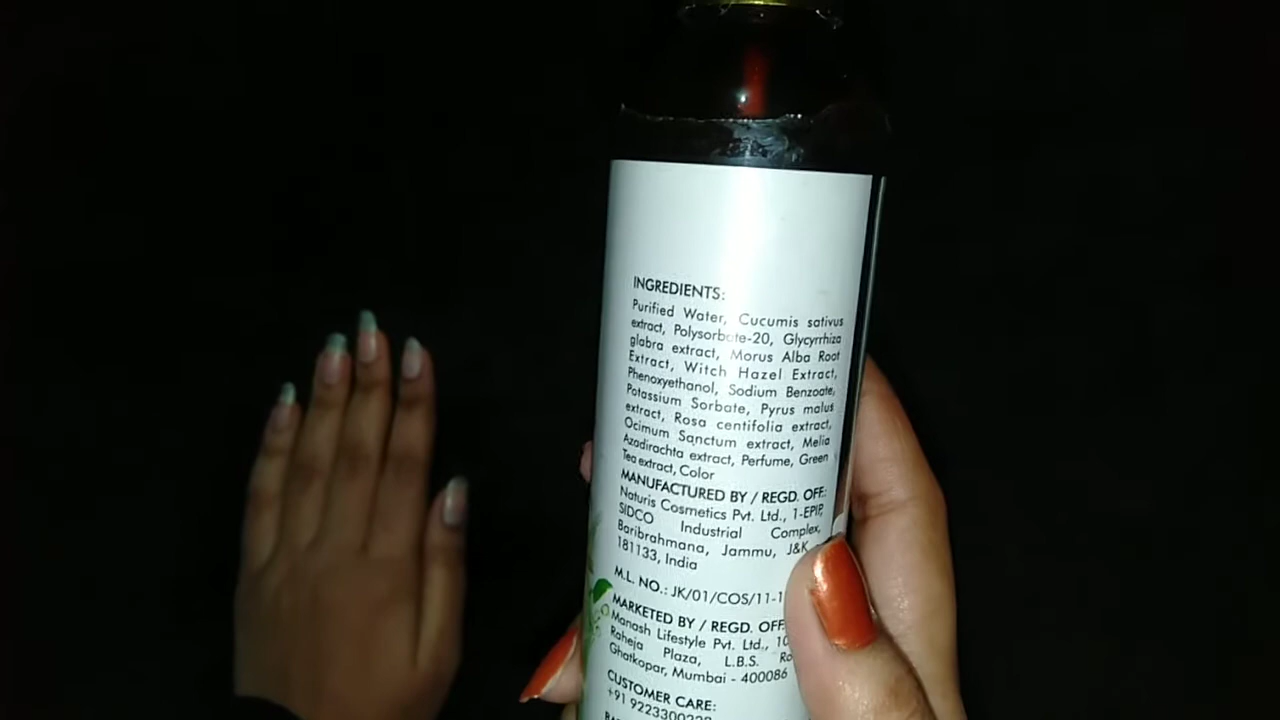 INGREDIENTS:
Purified Water, Cucumis sativus
extract, Polysorbate-20, Glycyrrhiza
glabra extract, Morus Alba Root
Extract, Witch Hazel Extract,
Phenoxyethanol, Sodium Benzoate,
Potassium Sorbate, Pyrus malus
extract, Rosa centifolia extract,
Ocimum Sanctum extract, Melia
Azadirachta extract, Perfume, Green
Tea extract, Color
MANUFACTURED BY / REGD. OFF.:
Naturis Cosmetics Pvt. Ltd., 1-EPIP,
SIDCO Industrial Complex,
Baribrahmana, Jammu, J&K
181133, India
M.L. NO.: JK/01/COS/11-1
MARKETED BY / REGD. OFF.
Manash Lifestyle Pvt. Ltd., 10
Raheja Plaza, L.B.S. Ro
Ghatkopar, Mumbai - 400086
CUSTOMER CARE:
+91 9223300